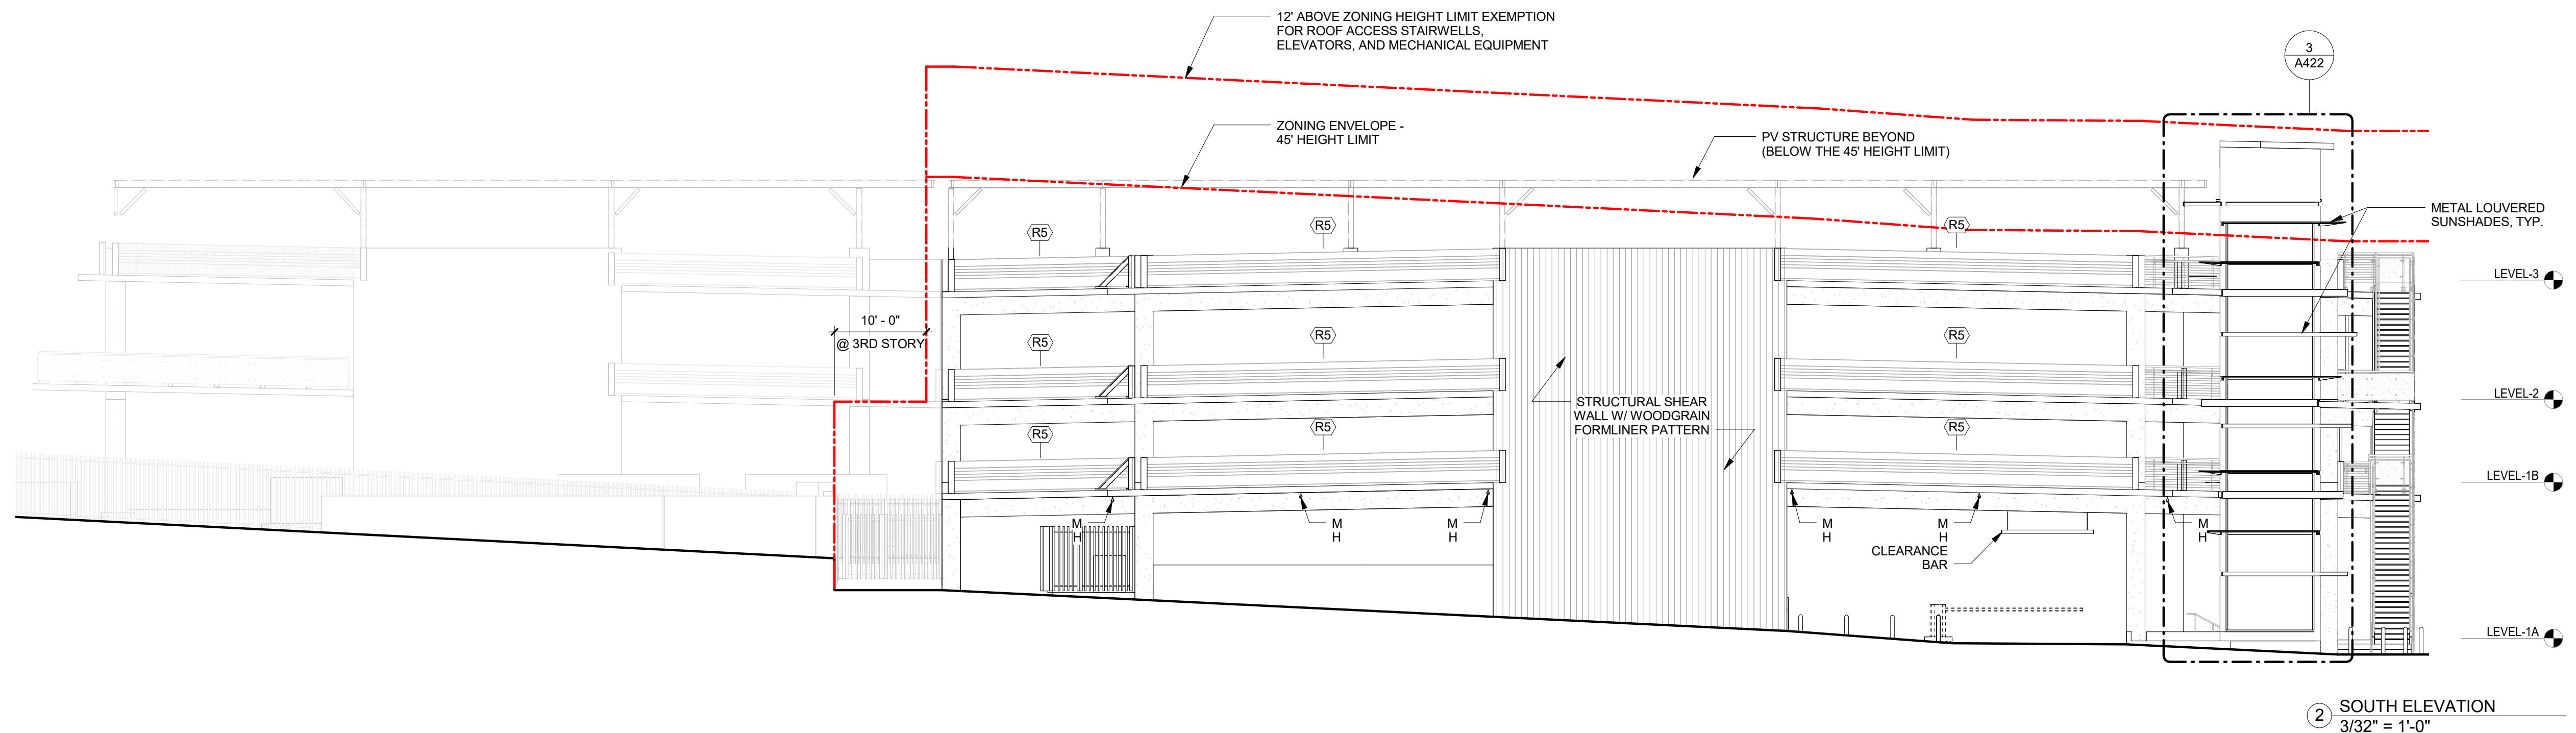 12' ABOVE ZONING HEIGHT LIMIT EXEMPTION
FOR ROOF ACCESS STAIRWELLS,
ELEVATORS, AND MECHANICAL EQUIPMENT
3
A422
ZONING ENVELOPE -
45' HEIGHT LIMIT
PV STRUCTURE BEYOND
(BELOW THE 45' HEIGHT LIMIT)
METAL LOUVERED
SUNSHADES, TYP.
R5
R5
R5
LEVEL-3
10' - 0"
@ 3RD STORY
R5
R5
R5
LEVEL-2
STRUCTURAL SHEAR
WALL W/ WOODGRAIN
FORMLINER PATTERN
R5
R5
R5
LEVEL-1B
M
H
M
H
M
H
M
H
M
H
M
H
CLEARANCE
BAR
LEVEL-1A
2
SOUTH ELEVATION
3/32" = 1'-0"